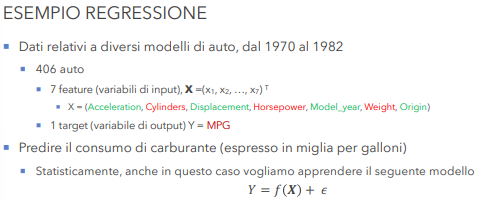 ESEMPIO REGRESSIONE
▪ Dati relativi a diversi modelli di auto, dal 1970 al 1982
▪ 406 auto
▪ 7 feature (variabili di input), X =(x₁, x₂, …, x₇) ᵀ
▪ X = (Acceleration, Cylinders, Displacement, Horsepower, Model_year, Weight, Origin)
▪ 1 target (variabile di output) Y = MPG
▪ Predire il consumo di carburante (espresso in miglia per galloni)
▪ Statisticamente, anche in questo caso vogliamo apprendere il seguente modello
Y = f(X) + ϵ